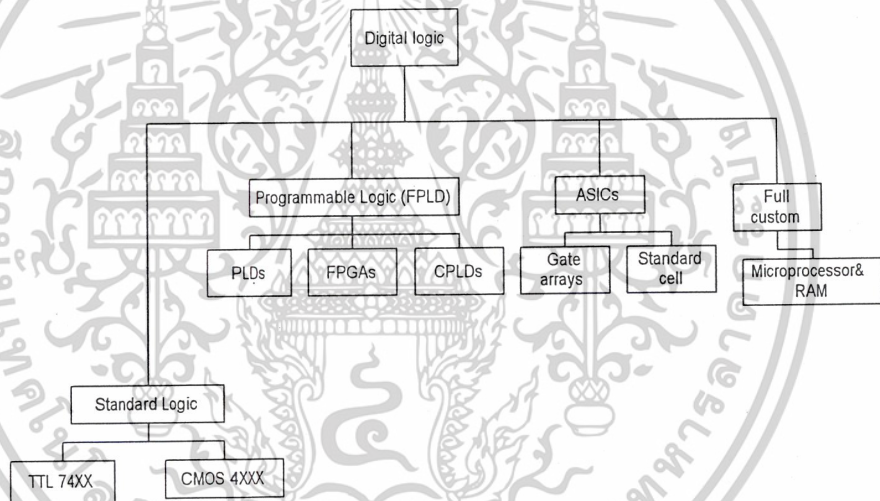 Digital logic
Programmable Logic (FPLD)
ASICs
Full
custom
PLDs
FPGAs
CPLDs
Gate
arrays
Standard
cell
Microprocessor&
RAM
Standard Logic
TTL 74XX
CMOS 4XXX